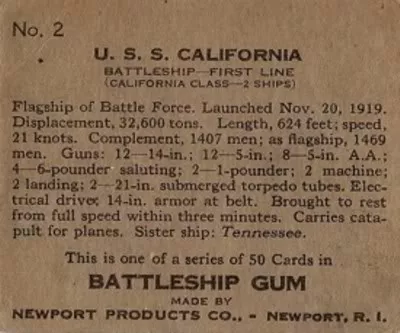 No. 2
U. S. S. CALIFORNIA
BATTLESHIP—FIRST LINE
(CALIFORNIA CLASS—2 SHIPS)
Flagship of Battle Force. Launched Nov. 20, 1919.
Displacement, 32,600 tons. Length, 624 feet; speed,
21 knots. Complement, 1407 men; as flagship, 1469
men. Guns: 12—14-in.; 12—5-in.; 8—5-in. A.A.;
4—6-pounder saluting; 2—1-pounder; 2 machine;
2 landing; 2—21-in. submerged torpedo tubes. Elec-
trical drive; 14-in. armor at belt. Brought to rest
from full speed within three minutes. Carries cata-
pult for planes. Sister ship: Tennessee.
This is one of a series of 50 Cards in
BATTLESHIP GUM
MADE BY
NEWPORT PRODUCTS CO., - NEWPORT, R. I.